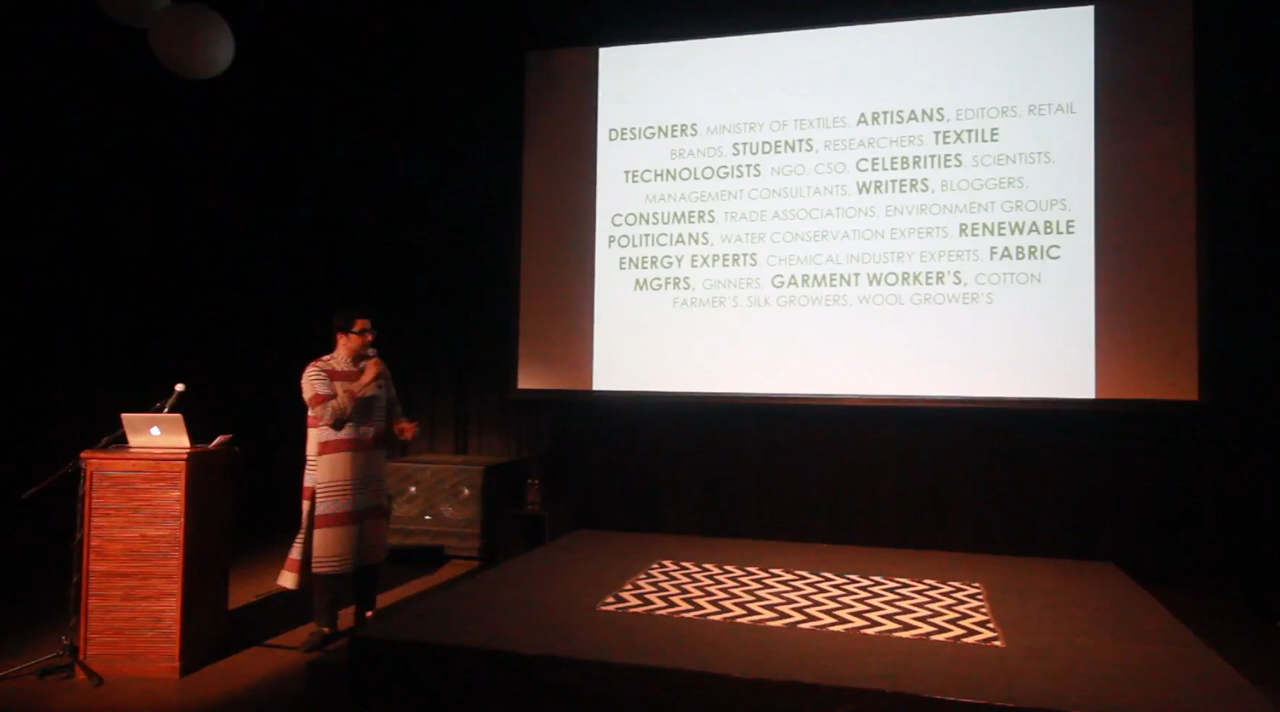 DESIGNERS, MINISTRY OF TEXTILES, ARTISANS, EDITORS, RETAIL
BRANDS, STUDENTS, RESEARCHERS, TEXTILE
TECHNOLOGISTS, NGO, CSO, CELEBRITIES, SCIENTISTS,
MANAGEMENT CONSULTANTS, WRITERS, BLOGGERS,
CONSUMERS, TRADE ASSOCIATIONS, ENVIRONMENT GROUPS,
POLITICIANS, WATER CONSERVATION EXPERTS, RENEWABLE
ENERGY EXPERTS, CHEMICAL INDUSTRY EXPERTS, FABRIC
MGFRS, GINNERS, GARMENT WORKER'S, COTTON
FARMER'S, SILK GROWERS, WOOL GROWER'S